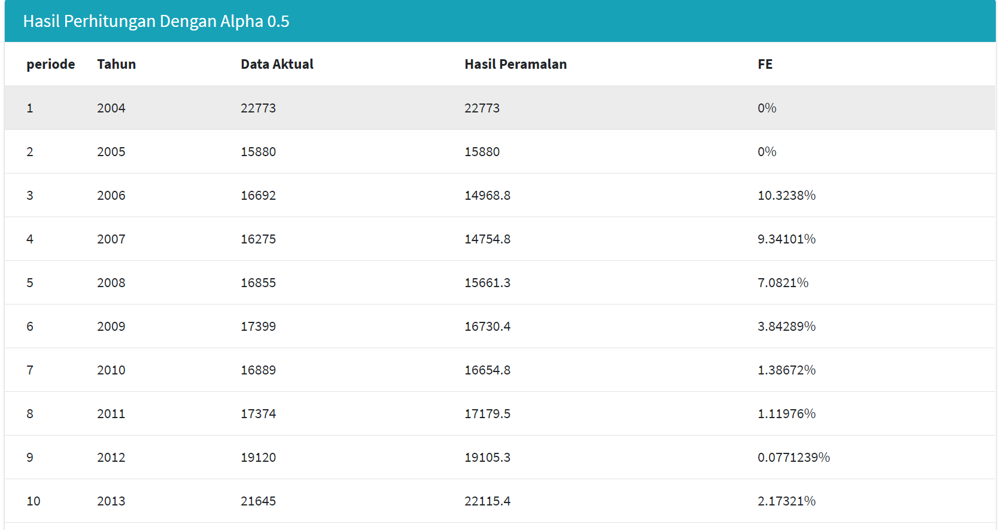 Hasil Perhitungan Dengan Alpha 0.5
periode Tahun Data Aktual Hasil Peramalan FE
1 2004 22773 22773 0%
2 2005 15880 15880 0%
3 2006 16692 14968.8 10.3238%
4 2007 16275 14754.8 9.34101%
5 2008 16855 15661.3 7.0821%
6 2009 17399 16730.4 3.84289%
7 2010 16889 16654.8 1.38672%
8 2011 17374 17179.5 1.11976%
9 2012 19120 19105.3 0.0771239%
10 2013 21645 22115.4 2.17321%